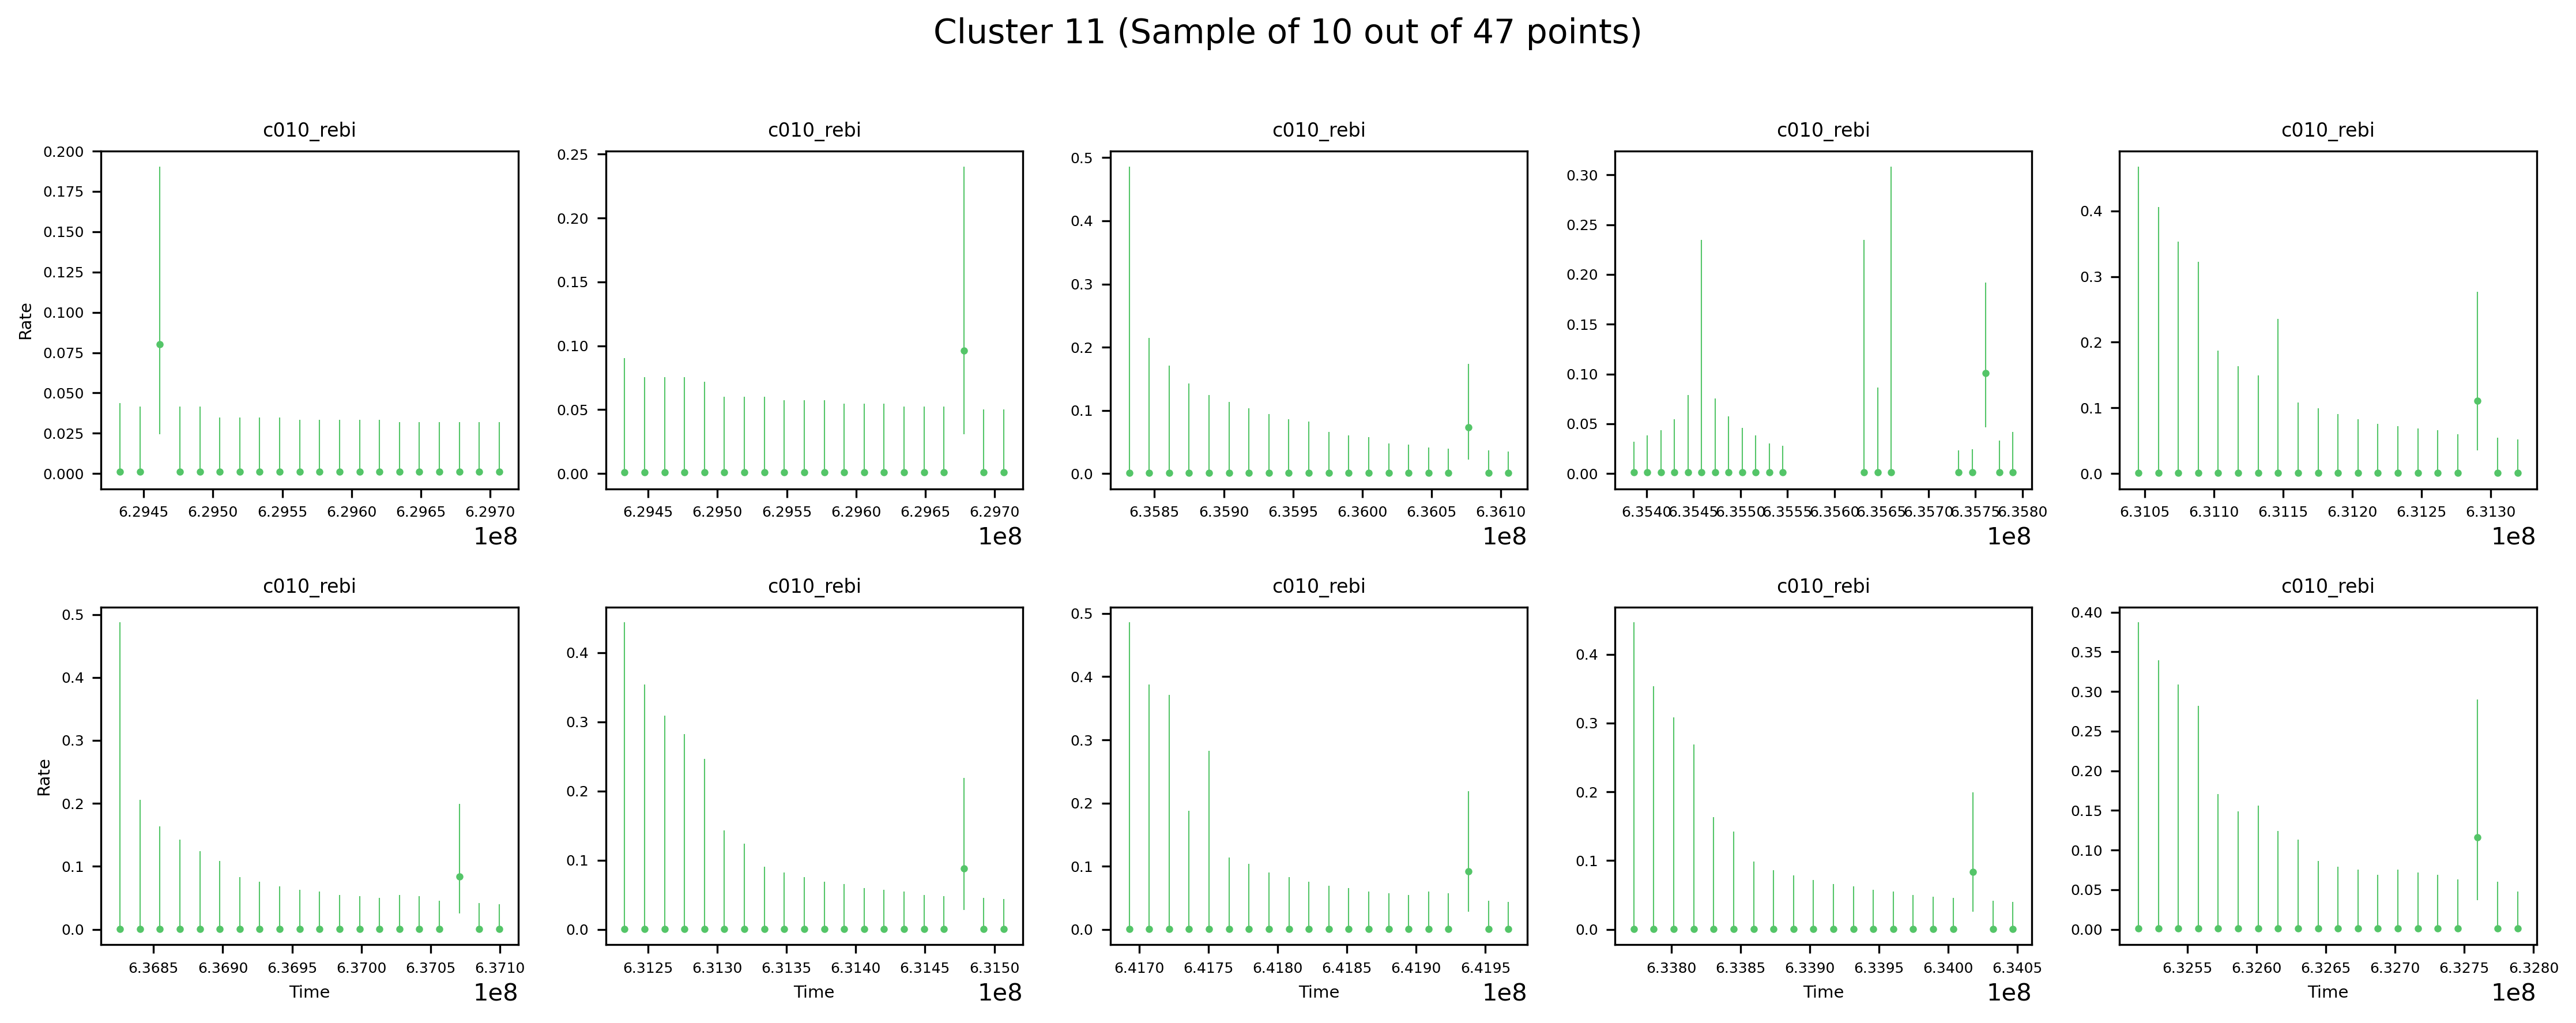 Cluster 11 (Sample of 10 out of 47 points)
c010_rebi c010_rebi c010_rebi c010_rebi c010_rebi
Rate
0.200 0.175 0.150 0.125 0.100 0.075 0.050 0.025 0.000
6.2945 6.2950 6.2955 6.2960 6.2965 6.2970
1e8
0.25 0.20 0.15 0.10 0.05 0.00
6.2945 6.2950 6.2955 6.2960 6.2965 6.2970
1e8
0.5 0.4 0.3 0.2 0.1 0.0
6.3585 6.3590 6.3595 6.3600 6.3605 6.3610
1e8
0.30 0.25 0.20 0.15 0.10 0.05 0.00
6.3540 6.3545 6.3550 6.3555 6.3560 6.3565 6.3570 6.3575 6.3580
1e8
0.4 0.3 0.2 0.1 0.0
6.3105 6.3110 6.3115 6.3120 6.3125 6.3130
1e8
c010_rebi c010_rebi c010_rebi c010_rebi c010_rebi
Rate
0.5 0.4 0.3 0.2 0.1 0.0
6.3685 6.3690 6.3695 6.3700 6.3705 6.3710
Time 1e8
0.4 0.3 0.2 0.1 0.0
6.3125 6.3130 6.3135 6.3140 6.3145 6.3150
Time 1e8
0.5 0.4 0.3 0.2 0.1 0.0
6.4170 6.4175 6.4180 6.4185 6.4190 6.4195
Time 1e8
0.4 0.3 0.2 0.1 0.0
6.3380 6.3385 6.3390 6.3395 6.3400 6.3405
Time 1e8
0.40 0.35 0.30 0.25 0.20 0.15 0.10 0.05 0.00
6.3255 6.3260 6.3265 6.3270 6.3275 6.3280
Time 1e8